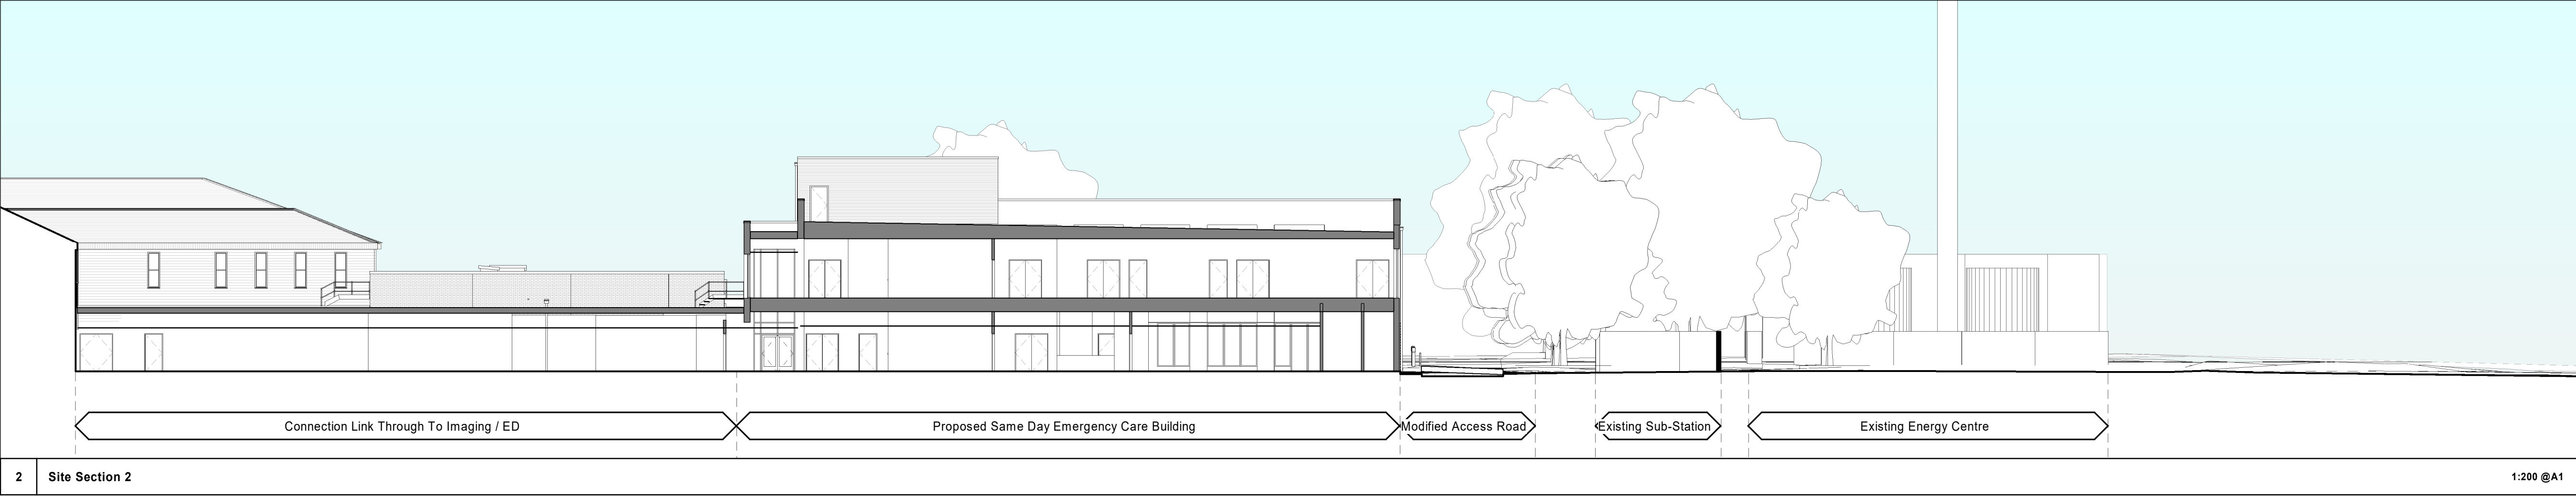 Connection Link Through To Imaging / ED
Proposed Same Day Emergency Care Building
Modified Access Road
Existing Sub-Station
Existing Energy Centre
2
Site Section 2
1:200 @A1